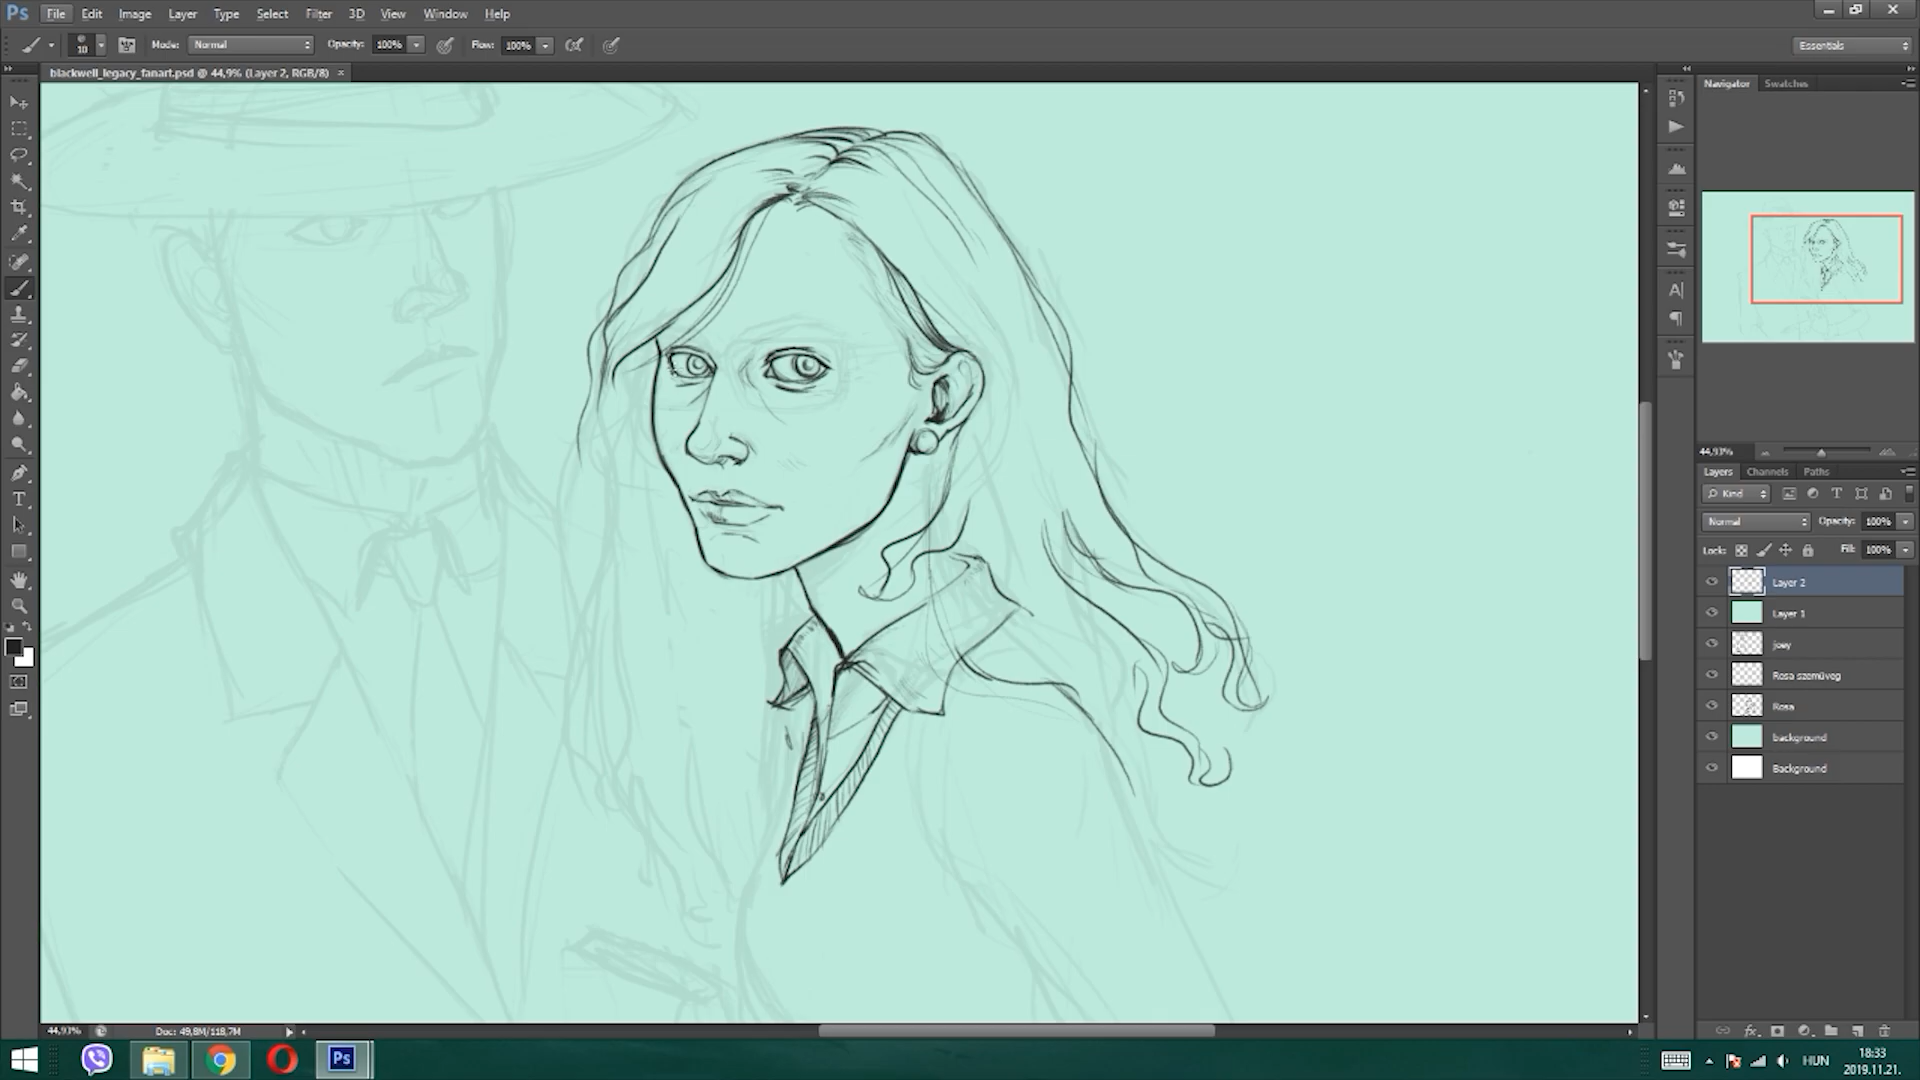 Ps File Edit Image Layer Type Select Filter 3D View Window Help
10 Mode: Normal Opacity: 100% Flow: 100% Essentials
blackwell_legacy_fanart.psd @ 44,9% (Layer 2, RGB/8) ×
Navigator Swatches
44,93%
Layers Channels Paths
Kind
Normal Opacity: 100%
Lock: Fill: 100%
Layer 2
Layer 1
joey
Rosa szemüveg
Rosa
background
Background
44,93% Doc: 49,8M/118,7M
Ps HUN 18:33
2019.11.21.